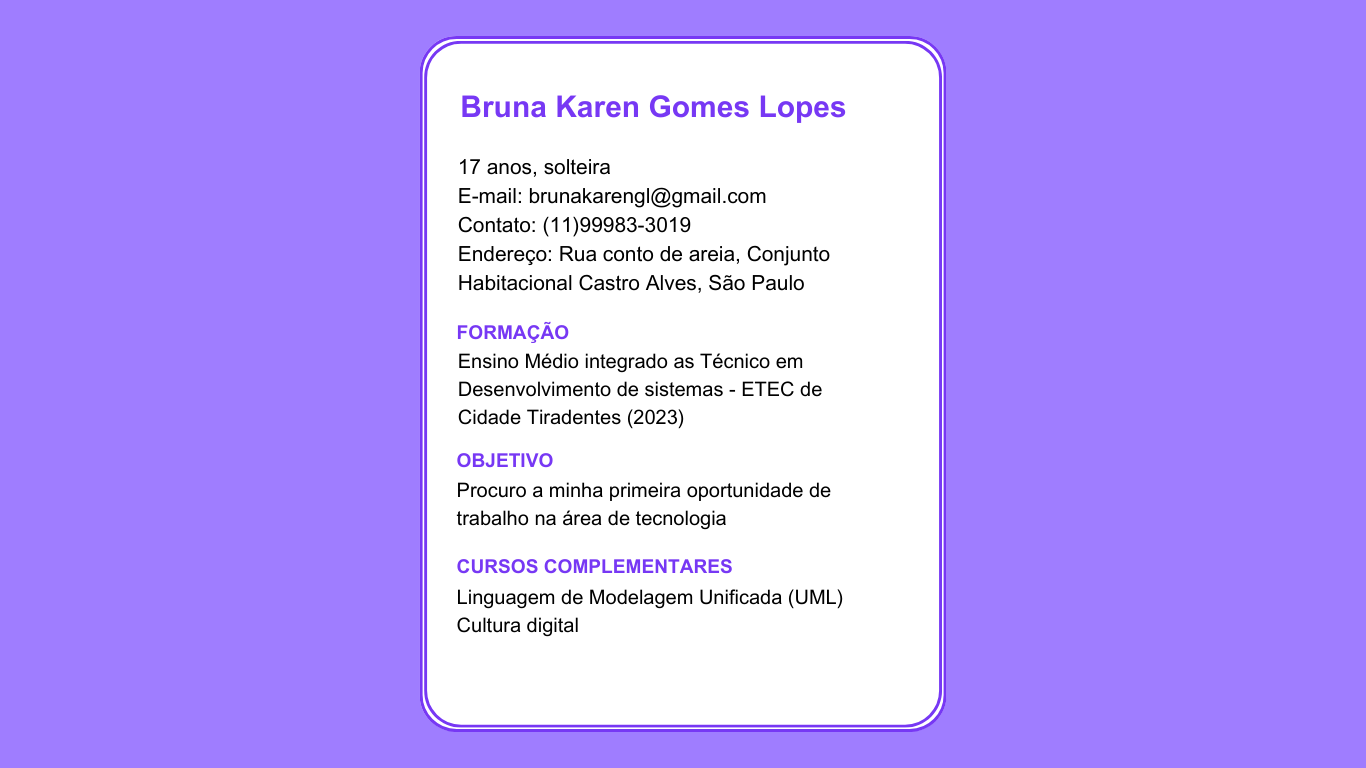 Bruna Karen Gomes Lopes
17 anos, solteira
E-mail: brunakarengl@gmail.com
Contato: (11)99983-3019
Endereço: Rua conto de areia, Conjunto
Habitacional Castro Alves, São Paulo
FORMAÇÃO
Ensino Médio integrado as Técnico em
Desenvolvimento de sistemas - ETEC de
Cidade Tiradentes (2023)
OBJETIVO
Procuro a minha primeira oportunidade de
trabalho na área de tecnologia
CURSOS COMPLEMENTARES
Linguagem de Modelagem Unificada (UML)
Cultura digital